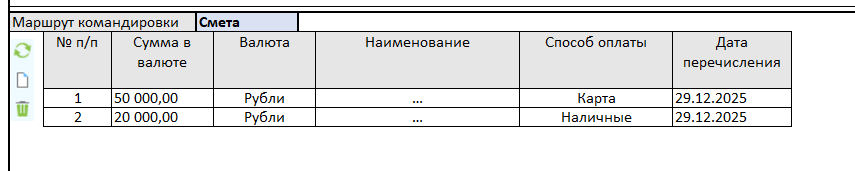 Маршрут командировки Смета
№ п/п Сумма в валюте Валюта Наименование Способ оплаты Дата перечисления
1 50 000,00 Рубли ... Карта 29.12.2025
2 20 000,00 Рубли ... Наличные 29.12.2025